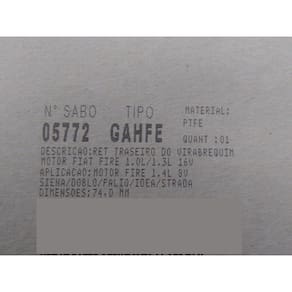 Nº SABO TIPO MATERIAL:
05772 GAHFE PTFE
QUANT :01
DESCRICAO:RET TRASEIRO DO VIRABREQUIM
MOTOR FIAT FIRE 1.0L/1.3L 16V
APLICACAO:MOTOR FIRE 1.4L 8V
SIENA/DOBLO/PALIO/IDEA/STRADA
DIMENSOES:74.0 MM